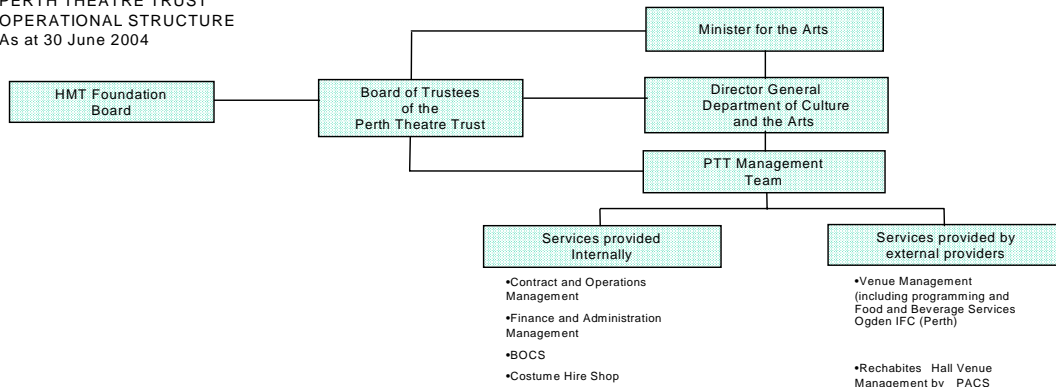 PERTH THEATRE TRUST
OPERATIONAL STRUCTURE
As at 30 June 2004
Minister for the Arts
HMT Foundation
Board
Board of Trustees
of the
Perth Theatre Trust
Director General
Department of Culture
and the Arts
PTT Management
Team
Services provided
Internally
•Contract and Operations
Management
•Finance and Administration
Management
•BOCS
•Costume Hire Shop
Services provided by
external providers
•Venue Management
(including programming and
Food and Beverage Services
Ogden IFC (Perth)
•Rechabites Hall Venue
Management by PACS